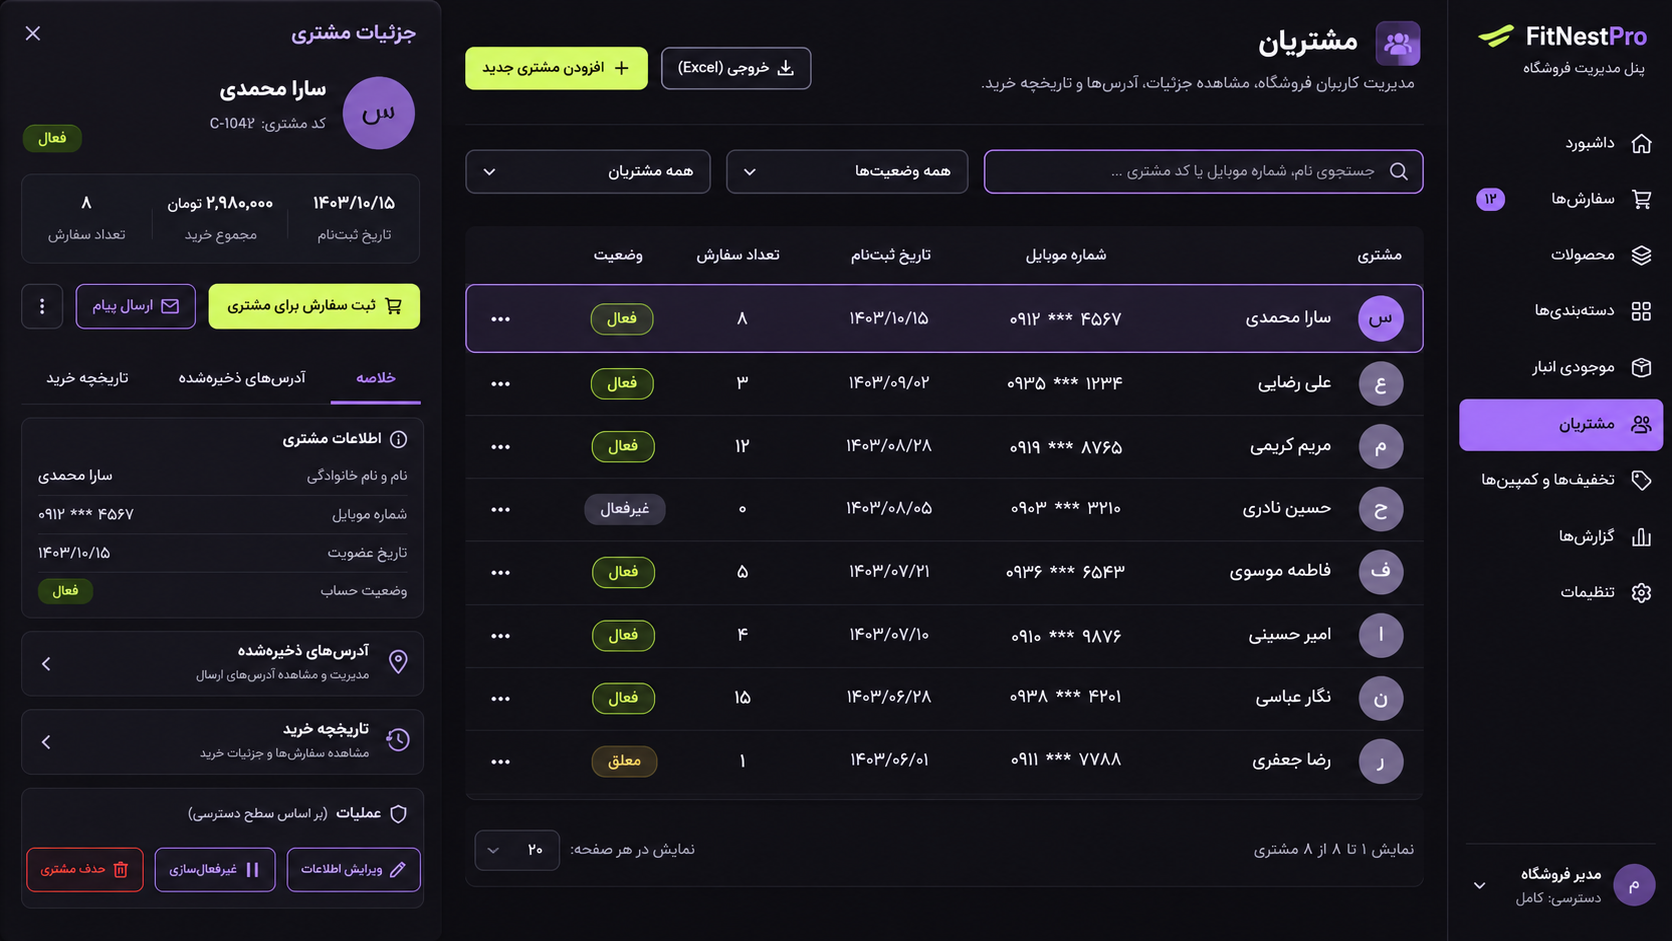 FitNestPro
پنل مدیریت فروشگاه
داشبورد
سفارش‌ها
۱۲
محصولات
دسته‌بندی‌ها
موجودی انبار
مشتریان
تخفیف‌ها و کمپین‌ها
گزارش‌ها
تنظیمات
م
مدیر فروشگاه
دسترسی: کامل
مشتریان
مدیریت کاربران فروشگاه، مشاهده جزئیات، آدرس‌ها و تاریخچه خرید.
خروجی (Excel)
افزودن مشتری جدید
جستجوی نام، شماره موبایل یا کد مشتری ...
همه وضعیت‌ها
همه مشتریان
مشتری شماره موبایل تاریخ ثبت‌نام تعداد سفارش وضعیت
س سارا محمدی ۰۹۱۲ *** ۴۵۶۷ ۱۴۰۳/۱۰/۱۵ ۸ فعال
ع علی رضایی ۰۹۳۵ *** ۱۲۳۴ ۱۴۰۳/۰۹/۰۲ ۳ فعال
م مریم کریمی ۰۹۱۹ *** ۸۷۶۵ ۱۴۰۳/۰۸/۲۸ ۱۲ فعال
ح حسین نادری ۰۹۰۳ *** ۳۲۱۰ ۱۴۰۳/۰۸/۰۵ ۰ غیرفعال
ف فاطمه موسوی ۰۹۳۶ *** ۶۵۴۳ ۱۴۰۳/۰۷/۲۱ ۵ فعال
ا امیر حسینی ۰۹۱۰ *** ۹۸۷۶ ۱۴۰۳/۰۷/۱۰ ۴ فعال
ن نگار عباسی ۰۹۳۸ *** ۴۲۰۱ ۱۴۰۳/۰۶/۲۸ ۱۵ فعال
ر رضا جعفری ۰۹۱۱ *** ۷۷۸۸ ۱۴۰۳/۰۶/۰۱ ۱ معلق
نمایش ۱ تا ۸ از ۸ مشتری
نمایش در هر صفحه: ۲۰
جزئیات مشتری
س
سارا محمدی
کد مشتری: C-۱۰۴۲
فعال
۱۴۰۳/۱۰/۱۵ ۲,۹۸۰,۰۰۰ تومان ۸
تاریخ ثبت‌نام مجموع خرید تعداد سفارش
ثبت سفارش برای مشتری
ارسال پیام
خلاصه آدرس‌های ذخیره‌شده تاریخچه خرید
اطلاعات مشتری
نام و نام خانوادگی سارا محمدی
شماره موبایل ۰۹۱۲ *** ۴۵۶۷
تاریخ عضویت ۱۴۰۳/۱۰/۱۵
وضعیت حساب فعال
آدرس‌های ذخیره‌شده
مدیریت و مشاهده آدرس‌های ارسال
تاریخچه خرید
مشاهده سفارش‌ها و جزئیات خرید
عملیات (بر اساس سطح دسترسی)
ویرایش اطلاعات
غیرفعال‌سازی
حذف مشتری